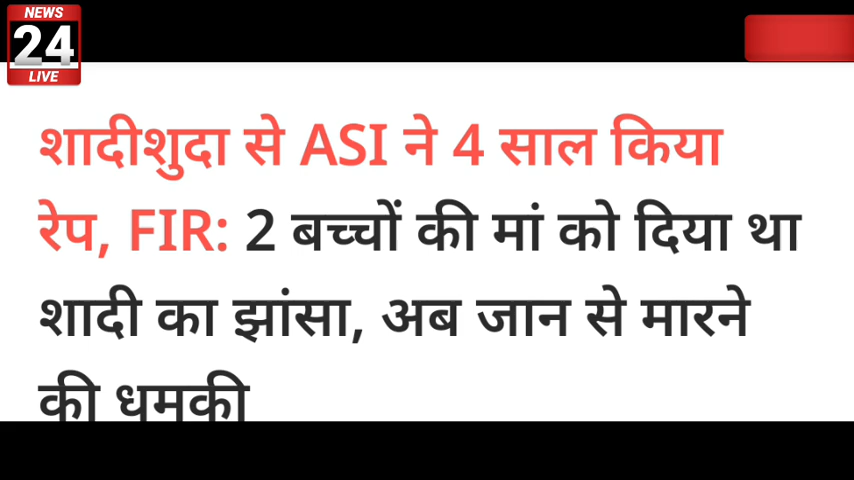 NEWS
24
LIVE
शादीशुदा से ASI ने 4 साल किया
रेप, FIR: 2 बच्चों की मां को दिया था
शादी का झांसा, अब जान से मारने
की धमकी